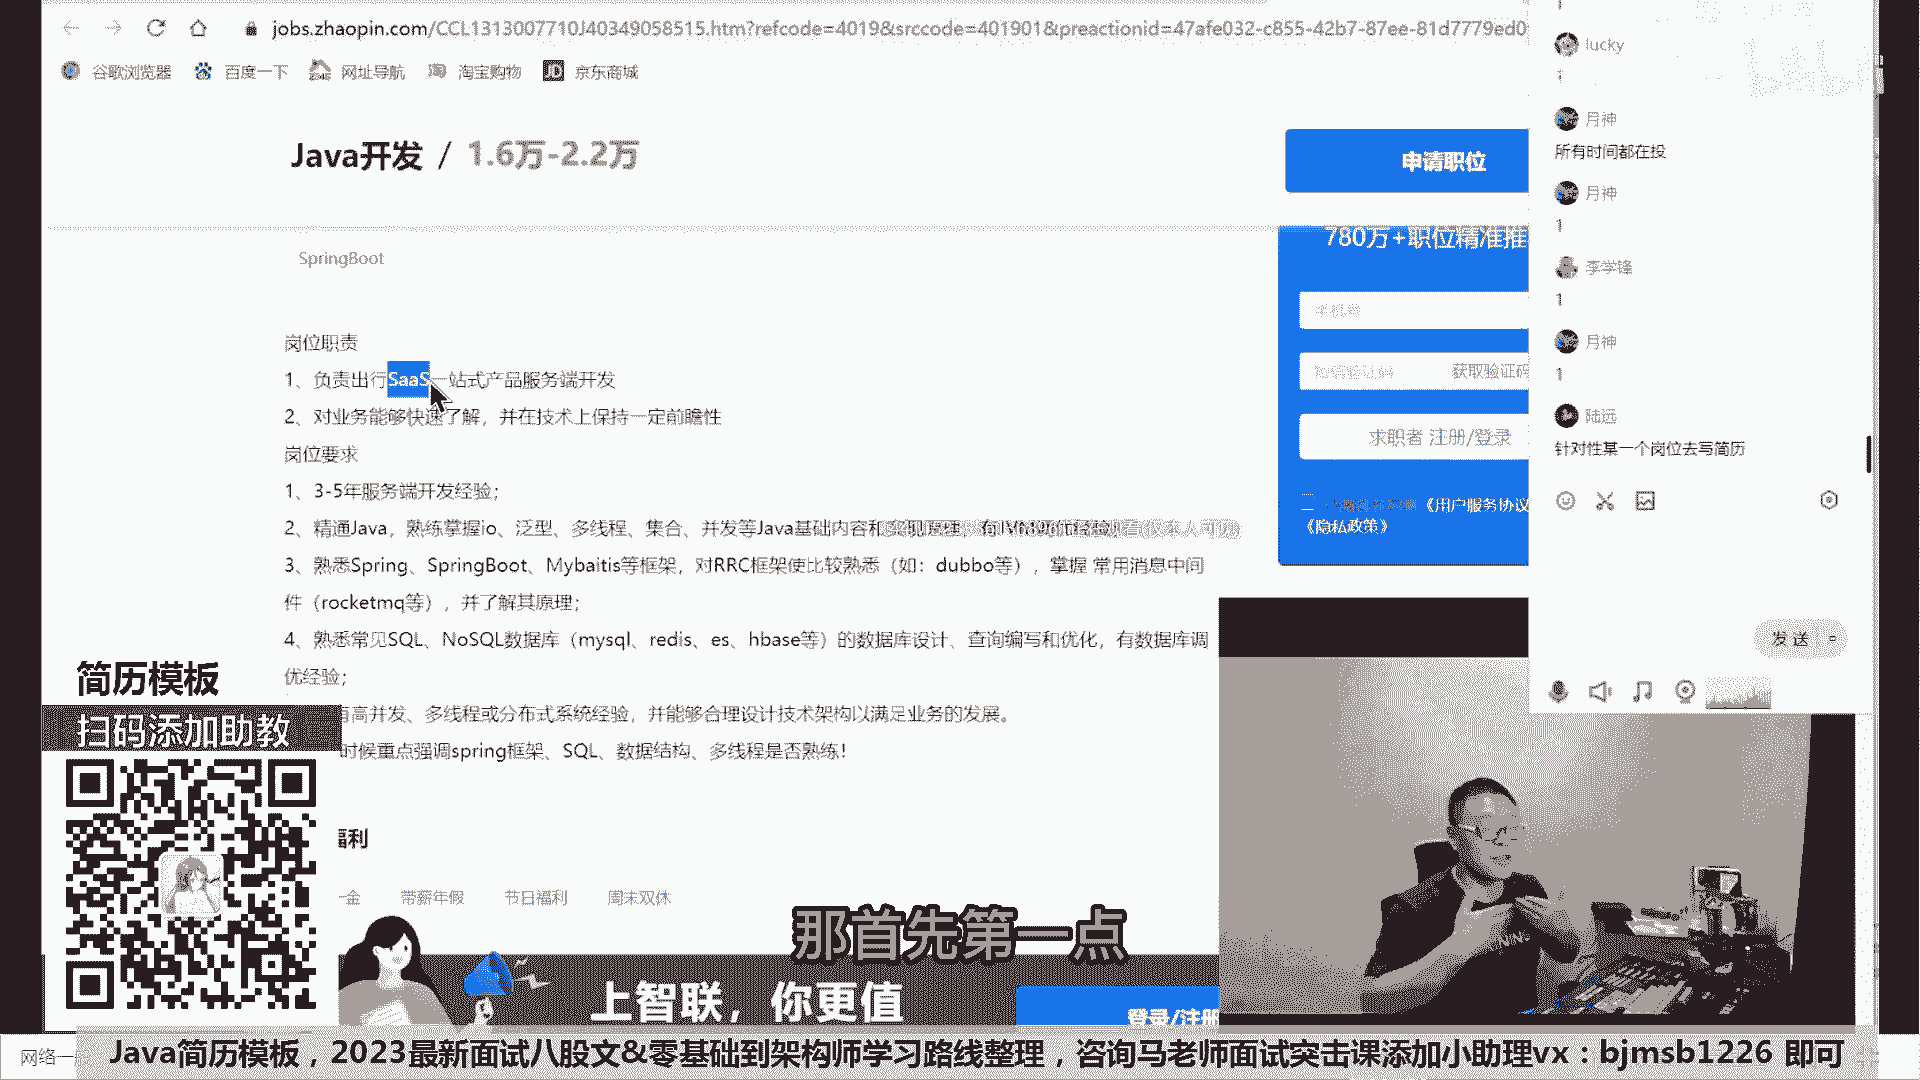 jobs.zhaopin.com/CCL1313007710J40349058515.htm?refcode=4019&srccode=401901&preactionid=47afe032-c855-42b7-87ee-81d7779ed0
谷歌浏览器 百度一下 网址导航 淘宝购物 京东商城
Java开发 / 1.6万-2.2万
申请职位
SpringBoot
岗位职责
1、负责出行SaaS一站式产品服务端开发
2、对业务能够快速了解，并在技术上保持一定前瞻性
岗位要求
1、3-5年服务端开发经验；
2、精通Java，熟练掌握io、泛型、多线程、集合、并发等Java基础内容和实现原理，有JVM调优经验
3、熟悉Spring、SpringBoot、Mybaitis等框架，对RRC框架使比较熟悉（如：dubbo等），掌握 常用消息中间
件（rocketmq等），并了解其原理；
4、熟悉常见SQL、NoSQL数据库（mysql、redis、es、hbase等）的数据库设计、查询编写和优化，有数据库调
优经验；
有高并发、多线程或分布式系统经验，并能够合理设计技术架构以满足业务的发展。
时候重点强调spring框架、SQL、数据结构、多线程是否熟练！
福利
一金 带薪年假 节日福利 周末双休
780万+职位精准推
手机号
短信验证码 获取验证码
求职者 注册/登录
《用户服务协议
《隐私政策》
lucky
1
月神
所有时间都在投
月神
1
李学锋
1
月神
1
陆远
针对性某一个岗位去写简历
发送
简历模板
扫码添加助教
那首先第一点
上智联，你更值
登录/注册
网络一
Java简历模板，2023最新面试八股文&零基础到架构师学习路线整理，咨询马老师面试突击课添加小助理vx：bjmsb1226 即可